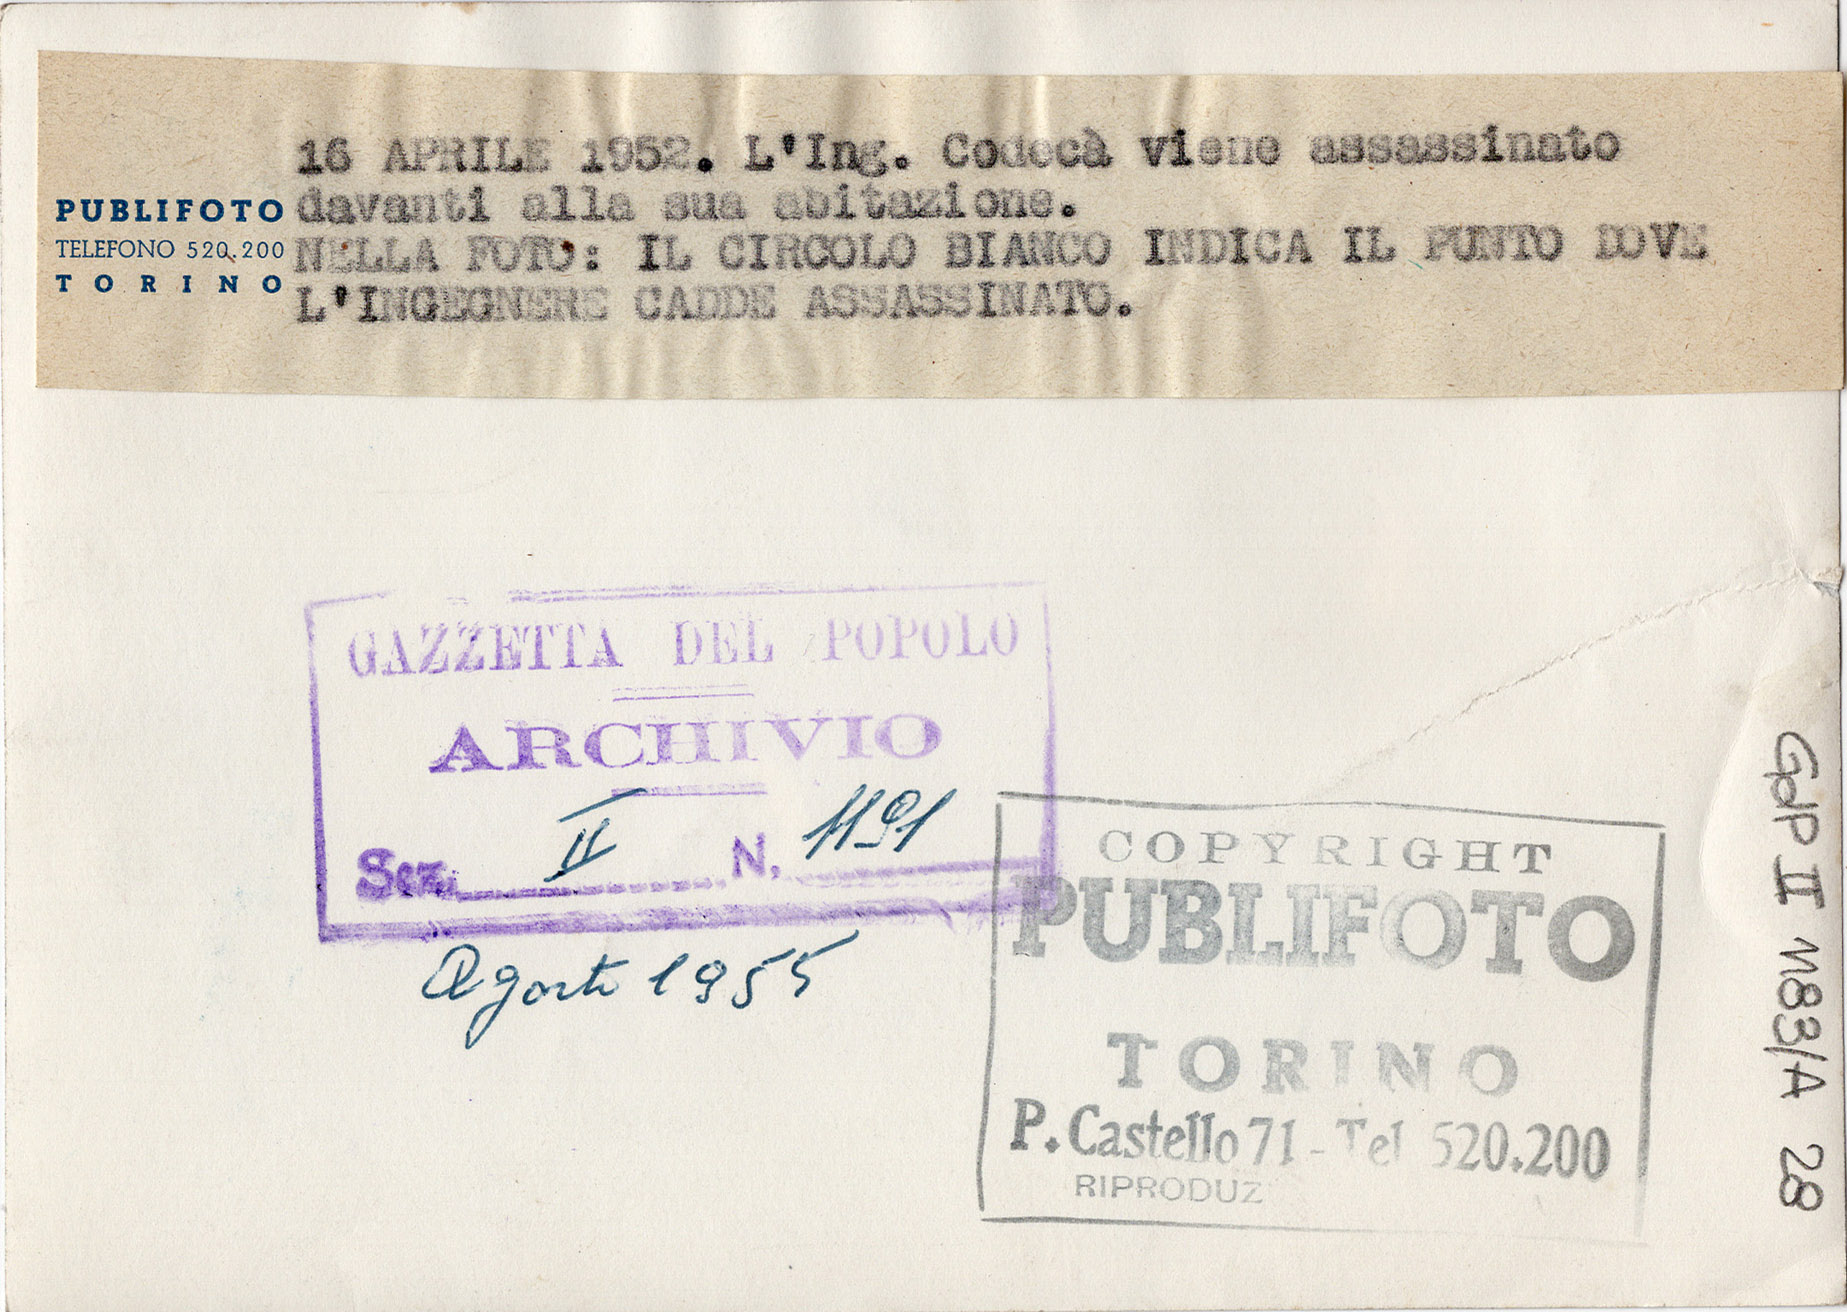 16 APRILE 1952. L'Ing. Codecà viene assassinato
davanti alla sua abitazione.
NELLA FOTO: IL CIRCOLO BIANCO INDICA IL PUNTO DOVE
L'INGEGNERE CADDE ASSASSINATO.
PUBLIFOTO
TELEFONO 520.200
TORINO
GAZZETTA DEL POPOLO
ARCHIVIO
Sez. II N. 1191
Agosto 1955
COPYRIGHT
PUBLIFOTO
TORINO
P. Castello 71 - Tel 520.200
RIPRODUZ
GdP II 1183/A 28